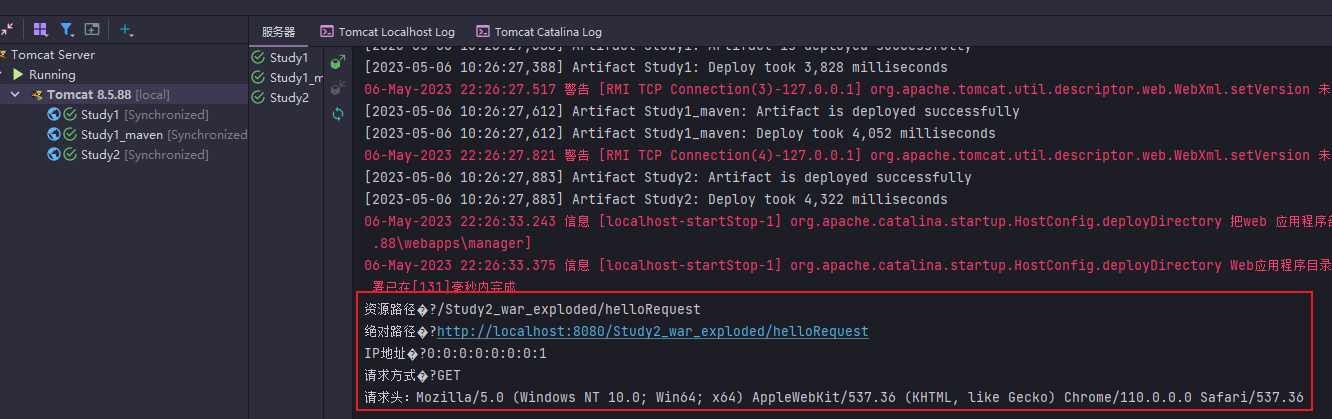 服务器
Tomcat Localhost Log
Tomcat Catalina Log
Tomcat Server
Running
Tomcat 8.5.88 [local]
Study1 [Synchronized]
Study1_maven [Synchronized
Study2 [Synchronized]
Study1
Study1_m
Study2
Artifact Study1: Artifact is deployed successfully
[2023-05-06 10:26:27,388] Artifact Study1: Deploy took 3,828 milliseconds
06-May-2023 22:26:27.517 警告 [RMI TCP Connection(3)-127.0.0.1] org.apache.tomcat.util.descriptor.web.WebXml.setVersion 未
[2023-05-06 10:26:27,612] Artifact Study1_maven: Artifact is deployed successfully
[2023-05-06 10:26:27,612] Artifact Study1_maven: Deploy took 4,052 milliseconds
06-May-2023 22:26:27.821 警告 [RMI TCP Connection(4)-127.0.0.1] org.apache.tomcat.util.descriptor.web.WebXml.setVersion 未
[2023-05-06 10:26:27,883] Artifact Study2: Artifact is deployed successfully
[2023-05-06 10:26:27,883] Artifact Study2: Deploy took 4,322 milliseconds
06-May-2023 22:26:33.243 信息 [localhost-startStop-1] org.apache.catalina.startup.HostConfig.deployDirectory 把web 应用程序部
.88\webapps\manager]
06-May-2023 22:26:33.375 信息 [localhost-startStop-1] org.apache.catalina.startup.HostConfig.deployDirectory Web应用程序目录
署已在[131]毫秒内完成
资源路径�?/Study2_war_exploded/helloRequest
绝对路径�?http://localhost:8080/Study2_war_exploded/helloRequest
IP地址�?0:0:0:0:0:0:0:1
请求方式�?GET
请求头：Mozilla/5.0 (Windows NT 10.0; Win64; x64) AppleWebKit/537.36 (KHTML, like Gecko) Chrome/110.0.0.0 Safari/537.36